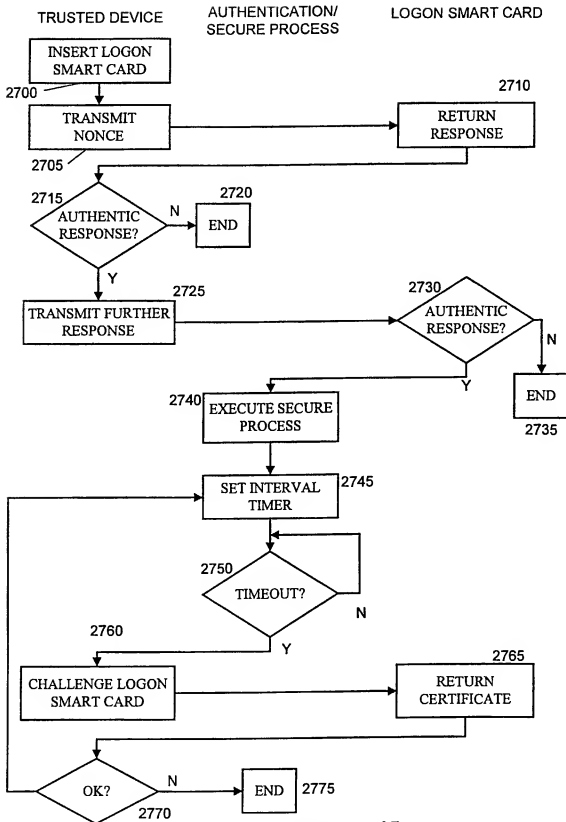 TRUSTED DEVICE
AUTHENTICATION/
SECURE PROCESS
LOGON SMART CARD
INSERT LOGON
SMART CARD
2700
TRANSMIT
NONCE
2705
2710
RETURN
RESPONSE
2715
AUTHENTIC
RESPONSE?
N
2720
END
Y
2725
TRANSMIT FURTHER
RESPONSE
2730
AUTHENTIC
RESPONSE?
N
Y
END
2735
2740
EXECUTE SECURE
PROCESS
2745
SET INTERVAL
TIMER
2750
TIMEOUT?
N
Y
2760
CHALLENGE LOGON
SMART CARD
2765
RETURN
CERTIFICATE
OK?
N
END
2775
2770